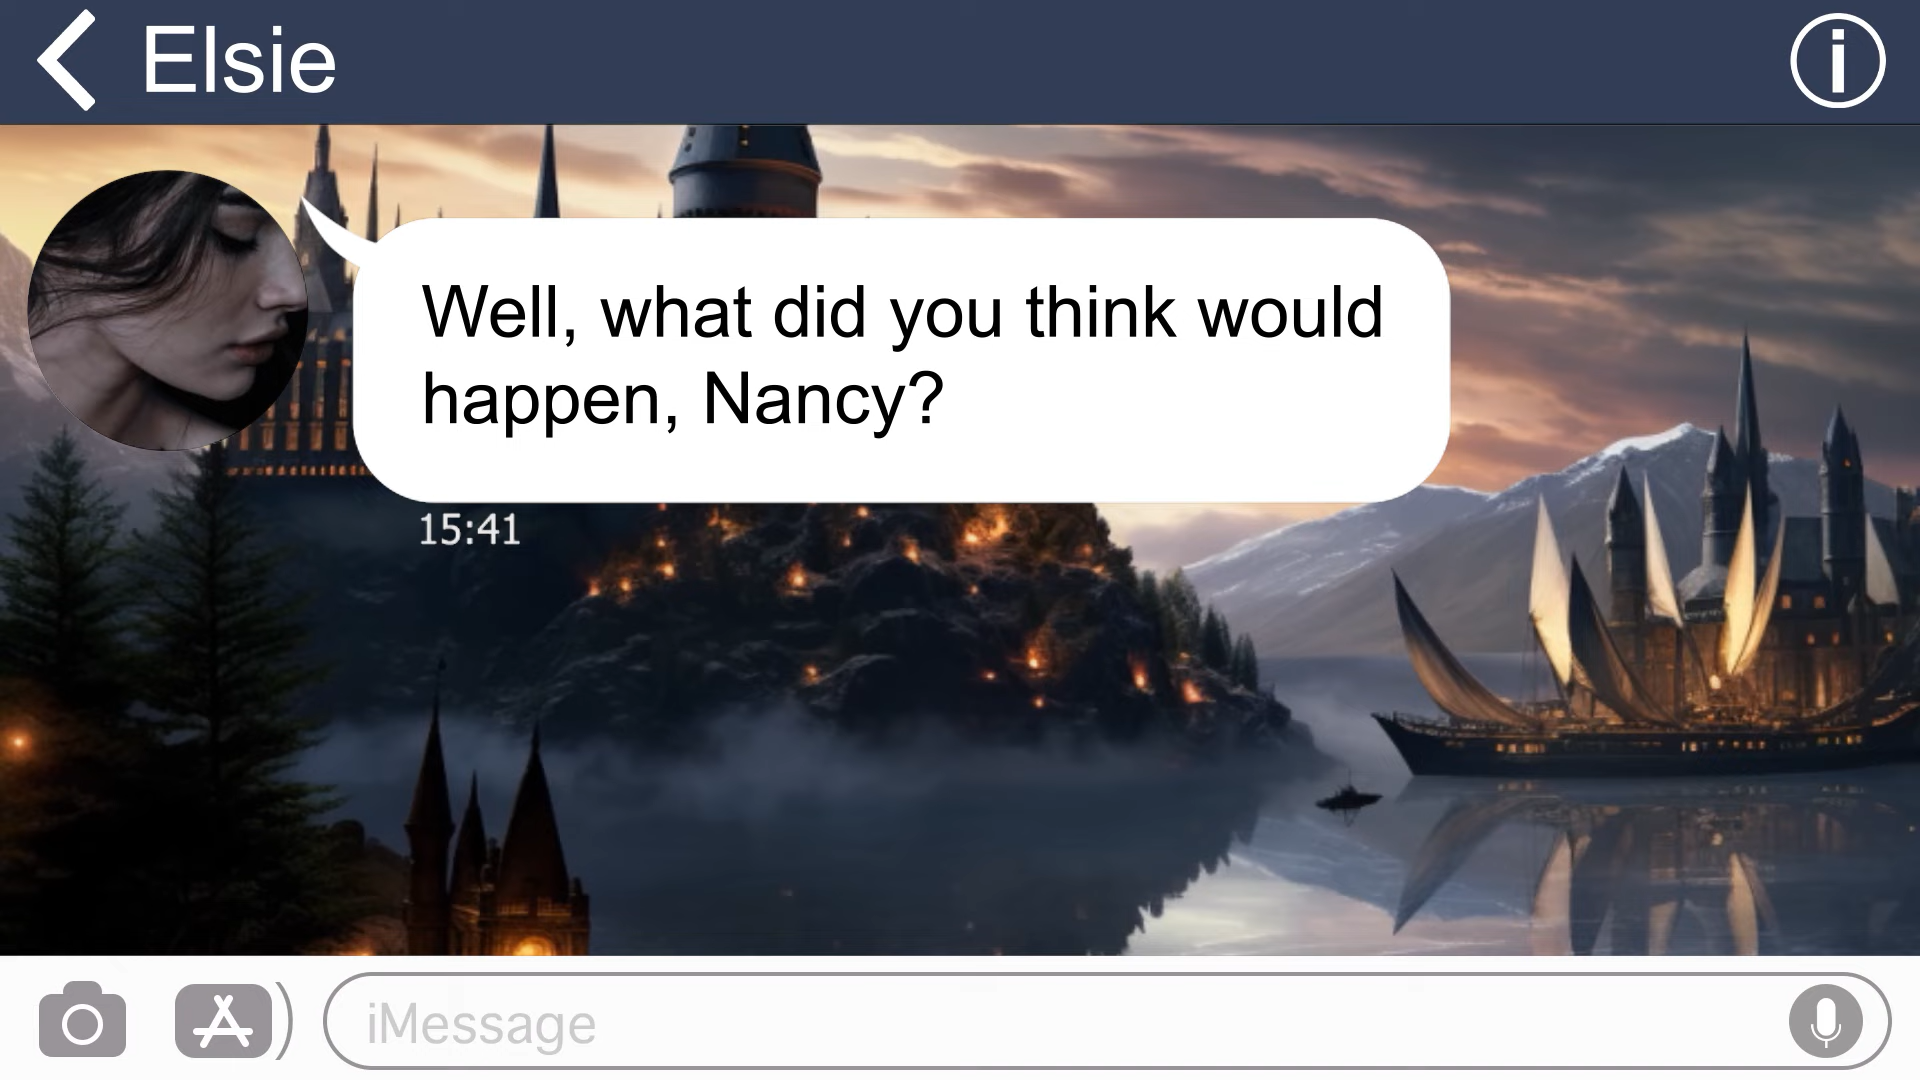 Elsie
Well, what did you think would
happen, Nancy?
15:41
iMessage